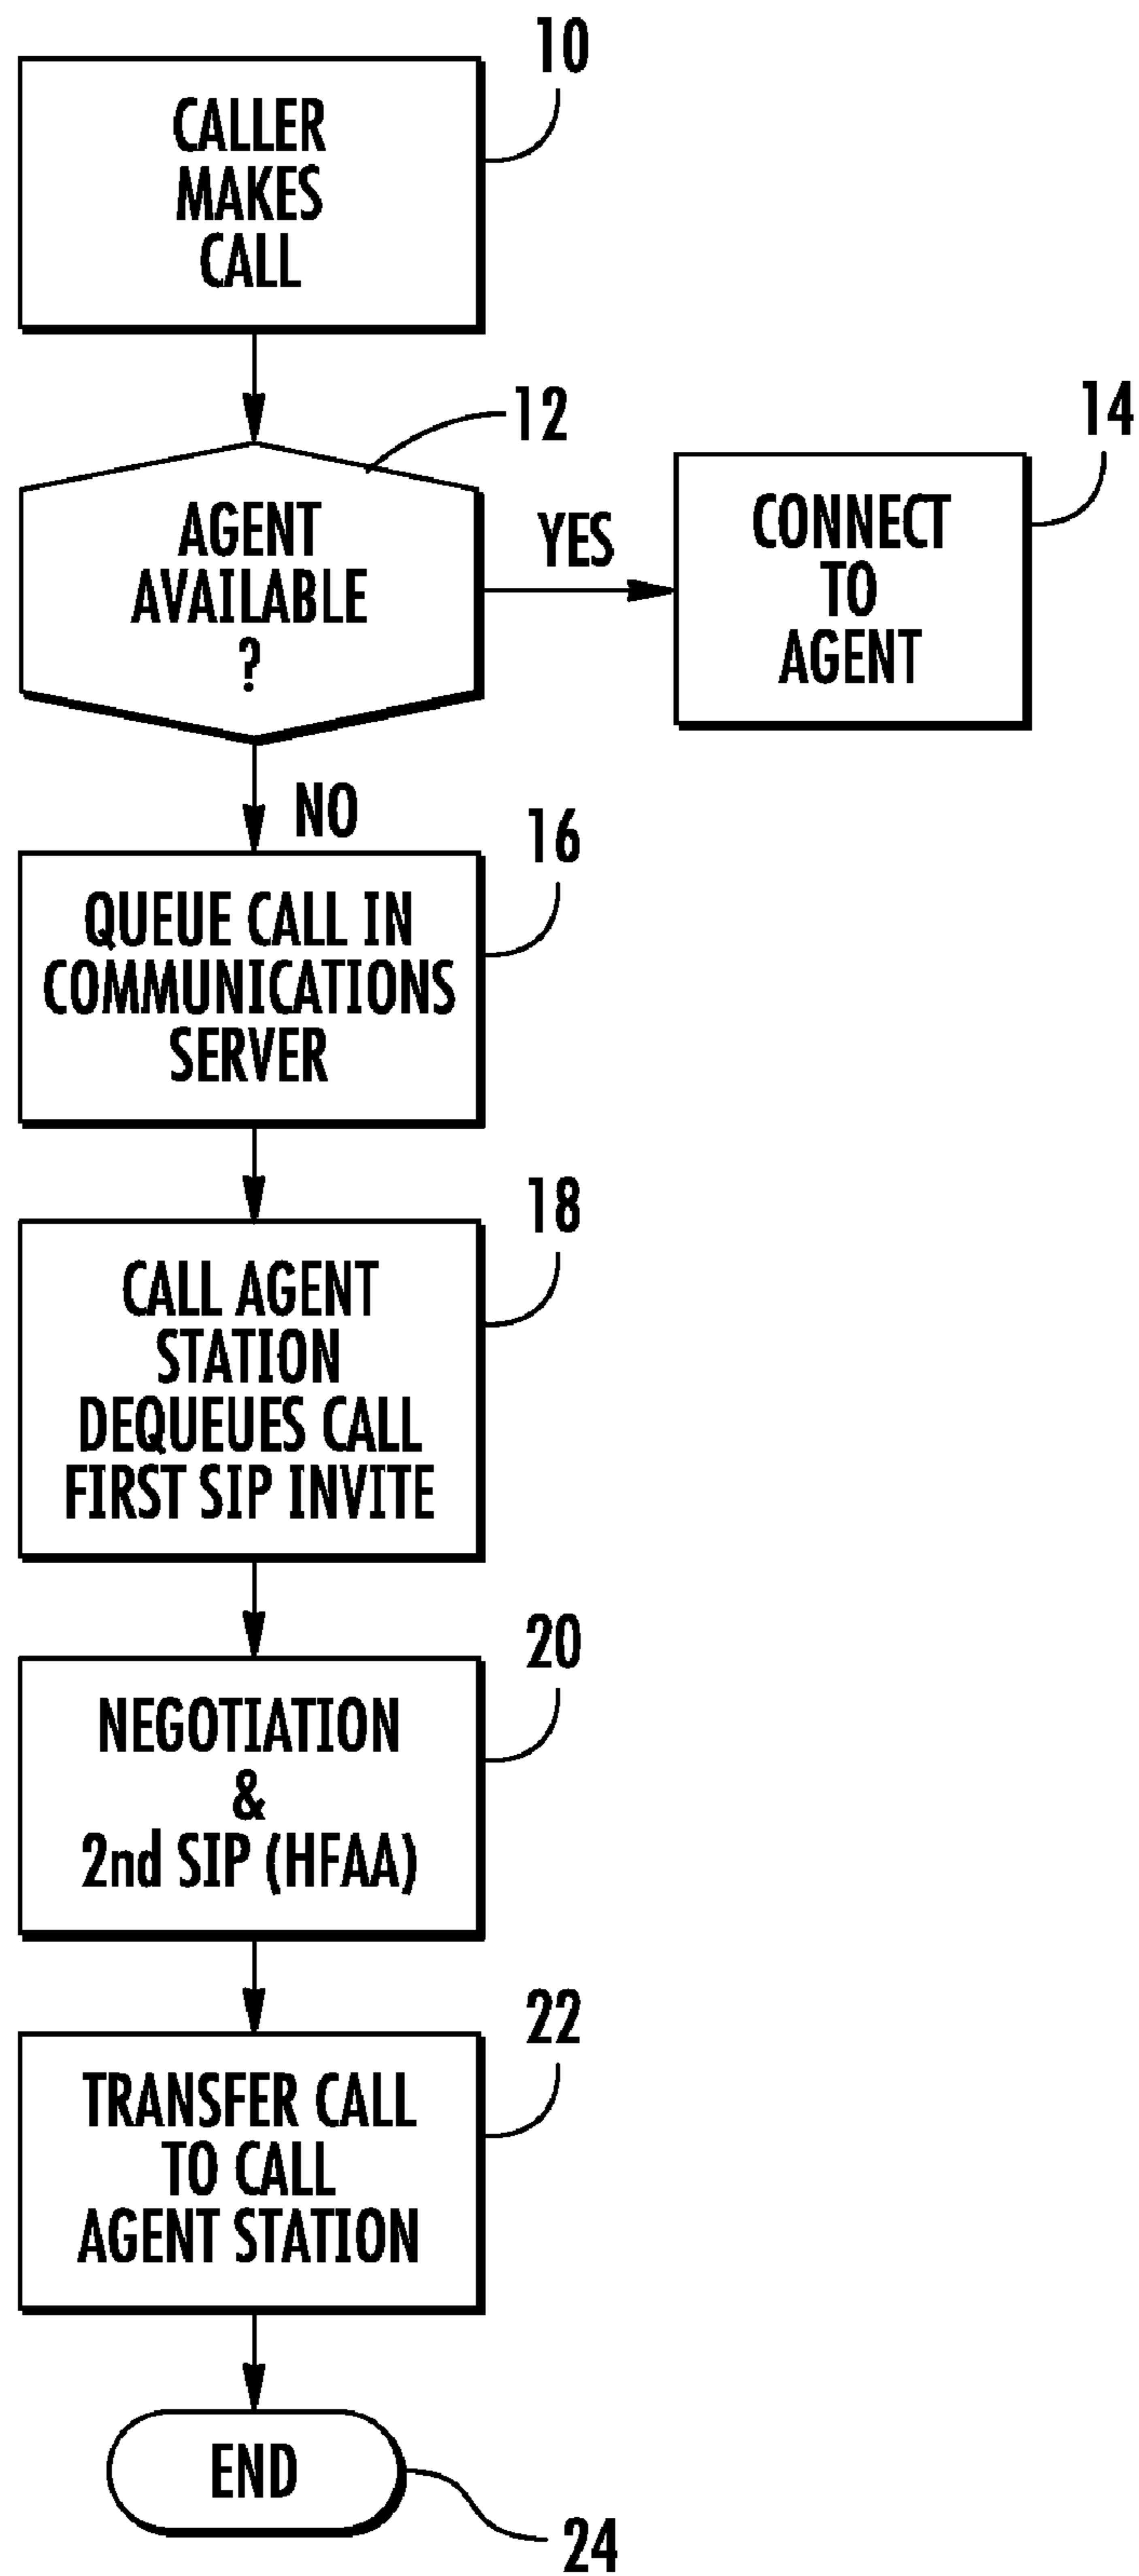 10
CALLER
MAKES
CALL
12
AGENT
AVAILABLE
?
YES
14
CONNECT
TO
AGENT
NO
16
QUEUE CALL IN
COMMUNICATIONS
SERVER
18
CALL AGENT
STATION
DEQUEUES CALL
FIRST SIP INVITE
20
NEGOTIATION
&
2nd SIP (HFAA)
22
TRANSFER CALL
TO CALL
AGENT STATION
END
24